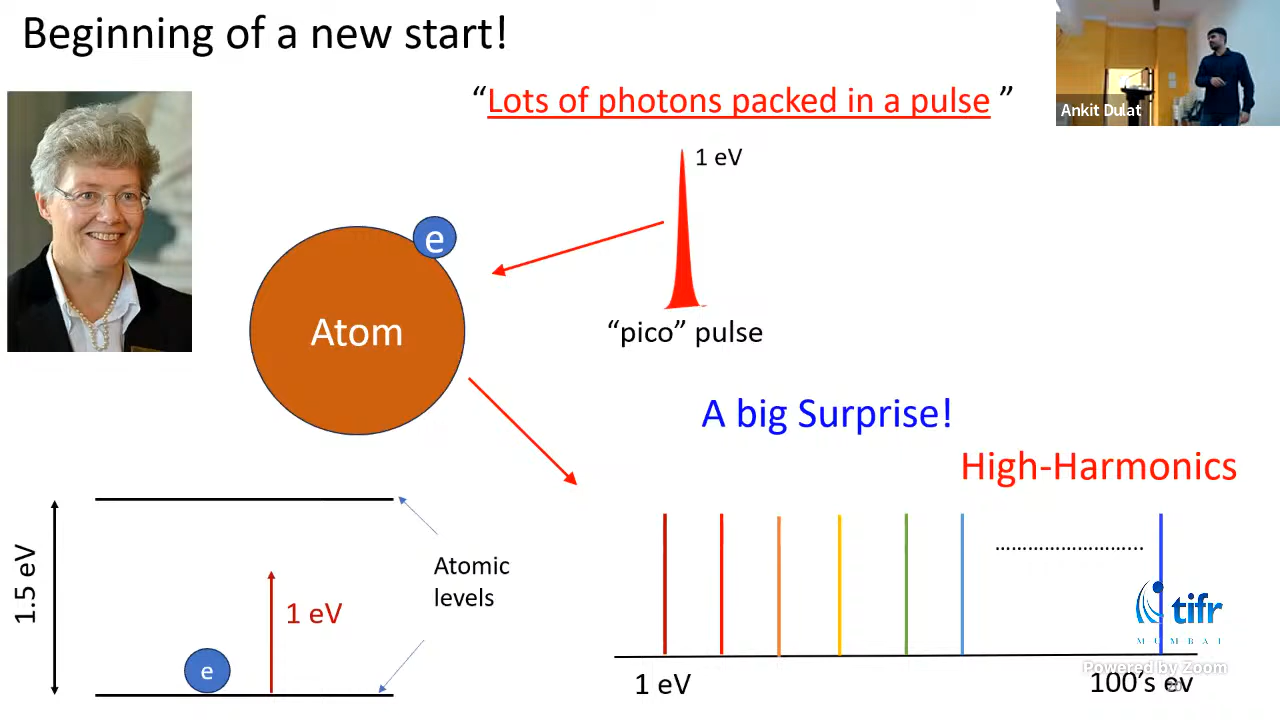 Beginning of a new start!
Ankit Dulat
“Lots of photons packed in a pulse ”
1 eV
e
Atom
“pico” pulse
A big Surprise!
High-Harmonics
1.5 eV
Atomic
levels
1 eV
e
...........................
tifr
MUMBAI
Powered by Zoom
1 eV
100’s ev